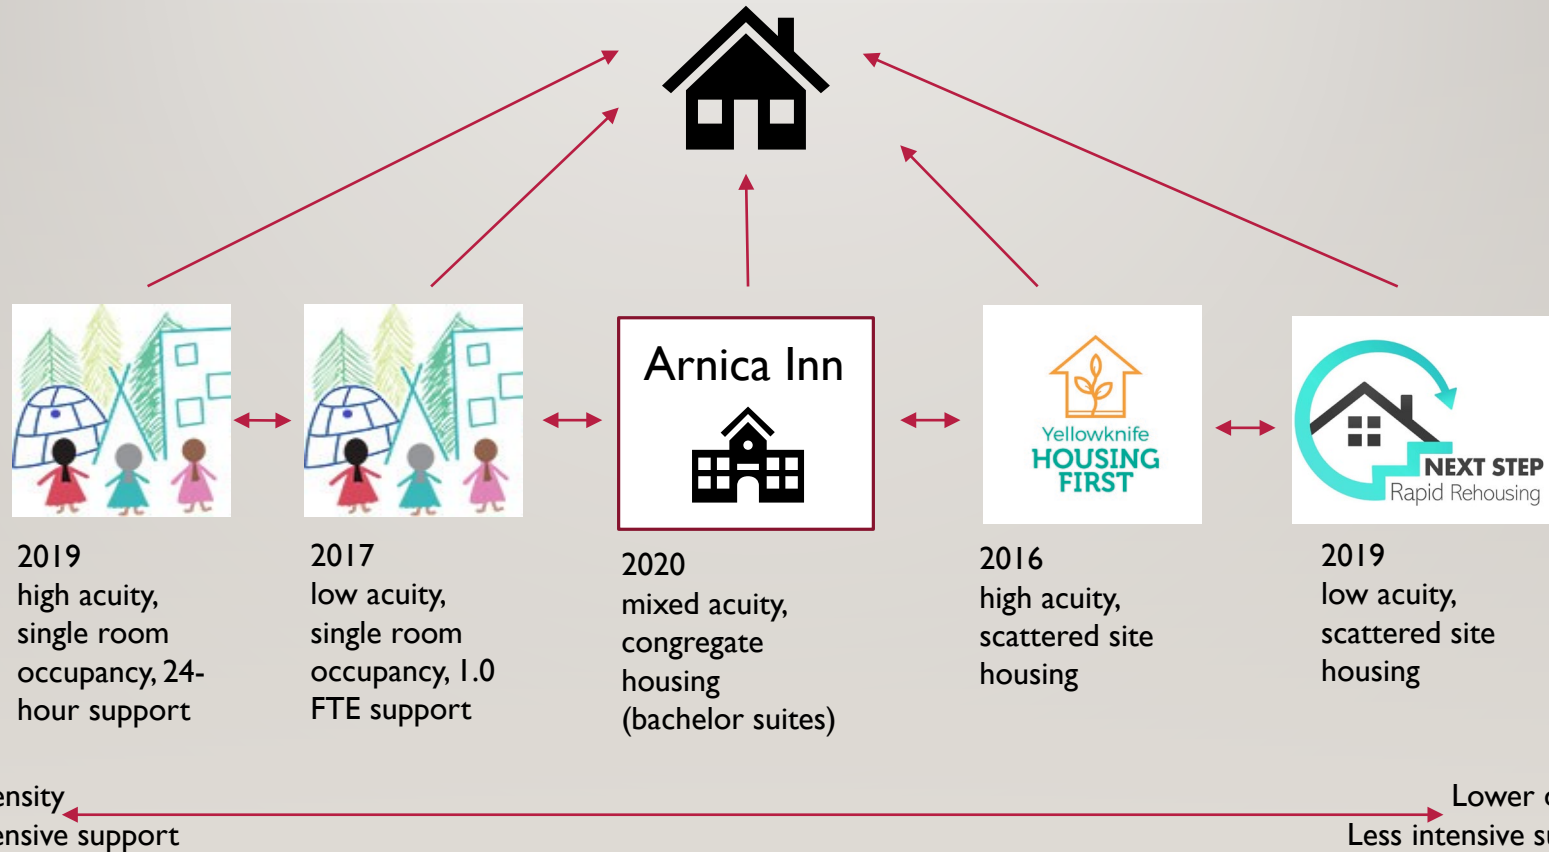 Arnica Inn
Yellowknife
HOUSING
FIRST
NEXT STEP
Rapid Rehousing
2019
high acuity,
single room
occupancy, 24-
hour support
2017
low acuity,
single room
occupancy, 1.0
FTE support
2020
mixed acuity,
congregate
housing
(bachelor suites)
2016
high acuity,
scattered site
housing
2019
low acuity,
scattered site
housing
ensity
ensive support
Lower
Less intensive su